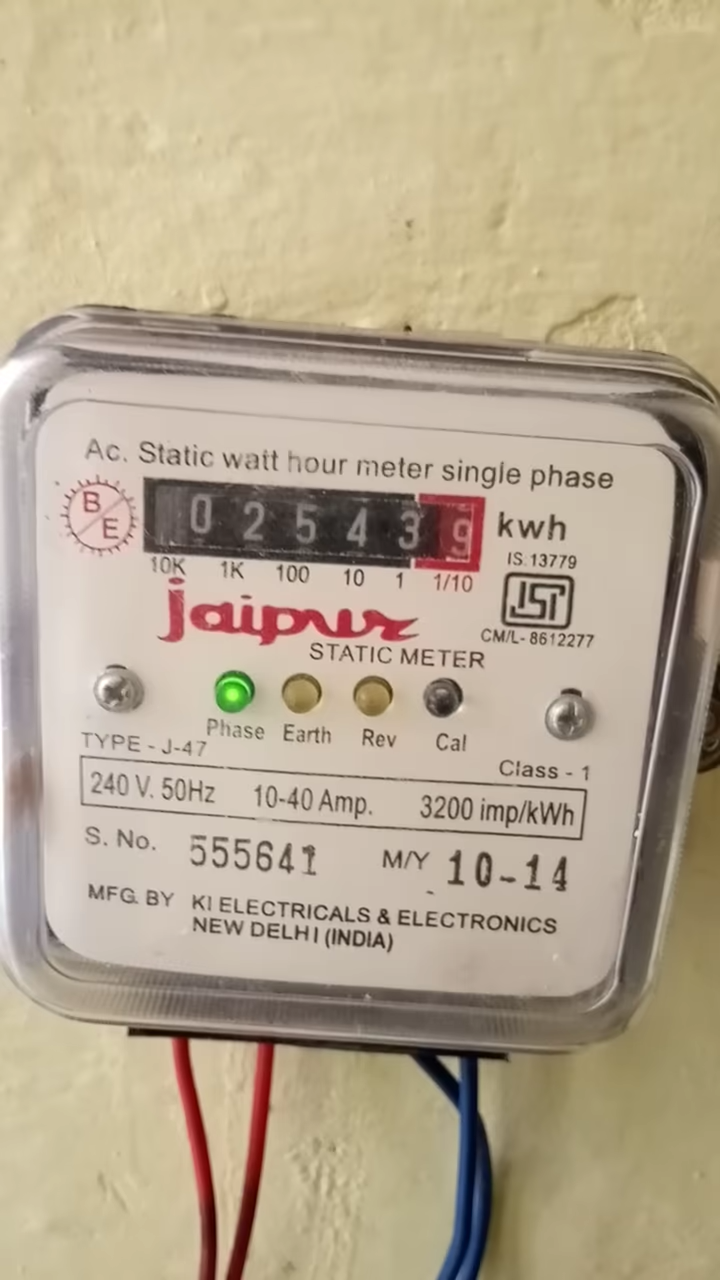 Ac. Static watt hour meter single phase
B E
0 2 5 4 3 9 kwh
10K 1K 100 10 1 1/10
IS.13779
ISI
CM/L- 8612277
Jaipur
STATIC METER
Phase Earth Rev Cal
TYPE - J-47
Class - 1
240 V. 50Hz 10-40 Amp. 3200 imp/kWh
S. No. 555641 M/Y 10-14
MFG. BY KI ELECTRICALS & ELECTRONICS
NEW DELHI (INDIA)